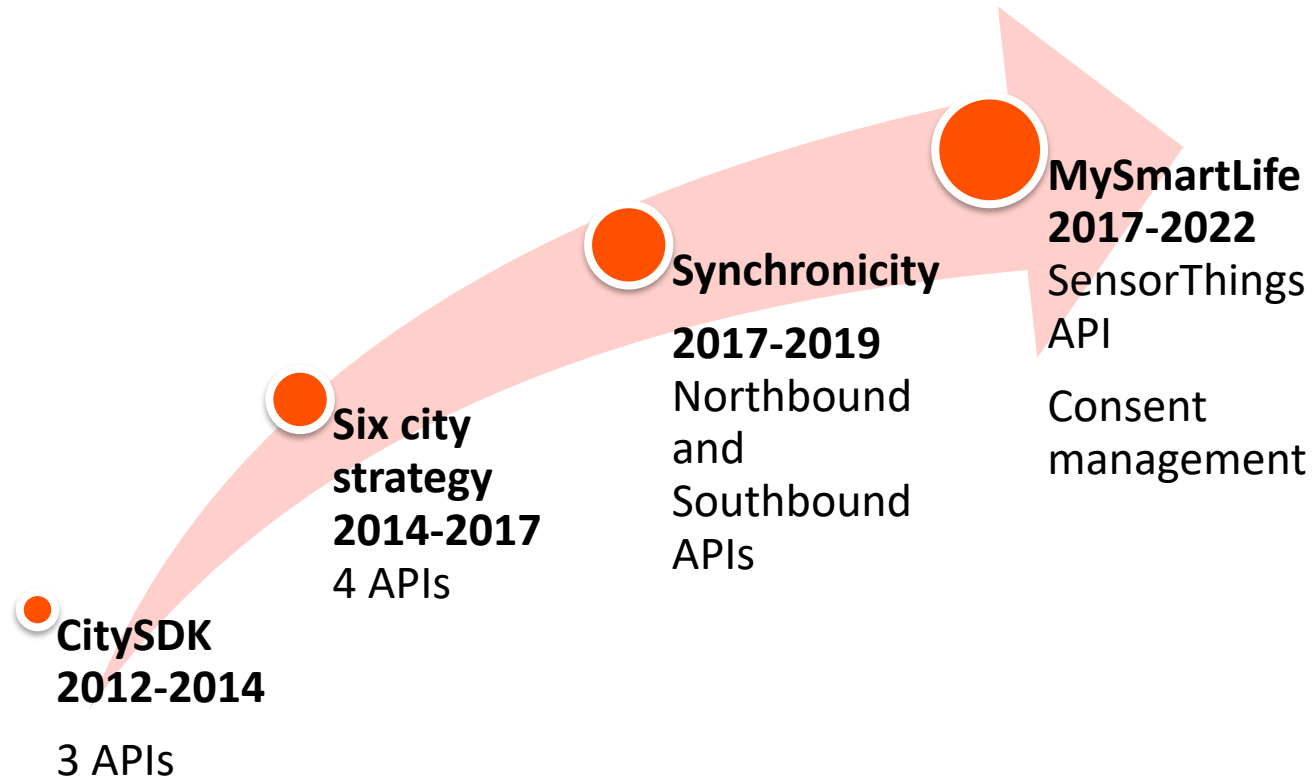 CitySDK
2012-2014
3 APIs
Six city
strategy
2014-2017
4 APIs
Synchronicity
2017-2019
Northbound
and
Southbound
APIs
MySmartLife
2017-2022
SensorThings
API
Consent
management